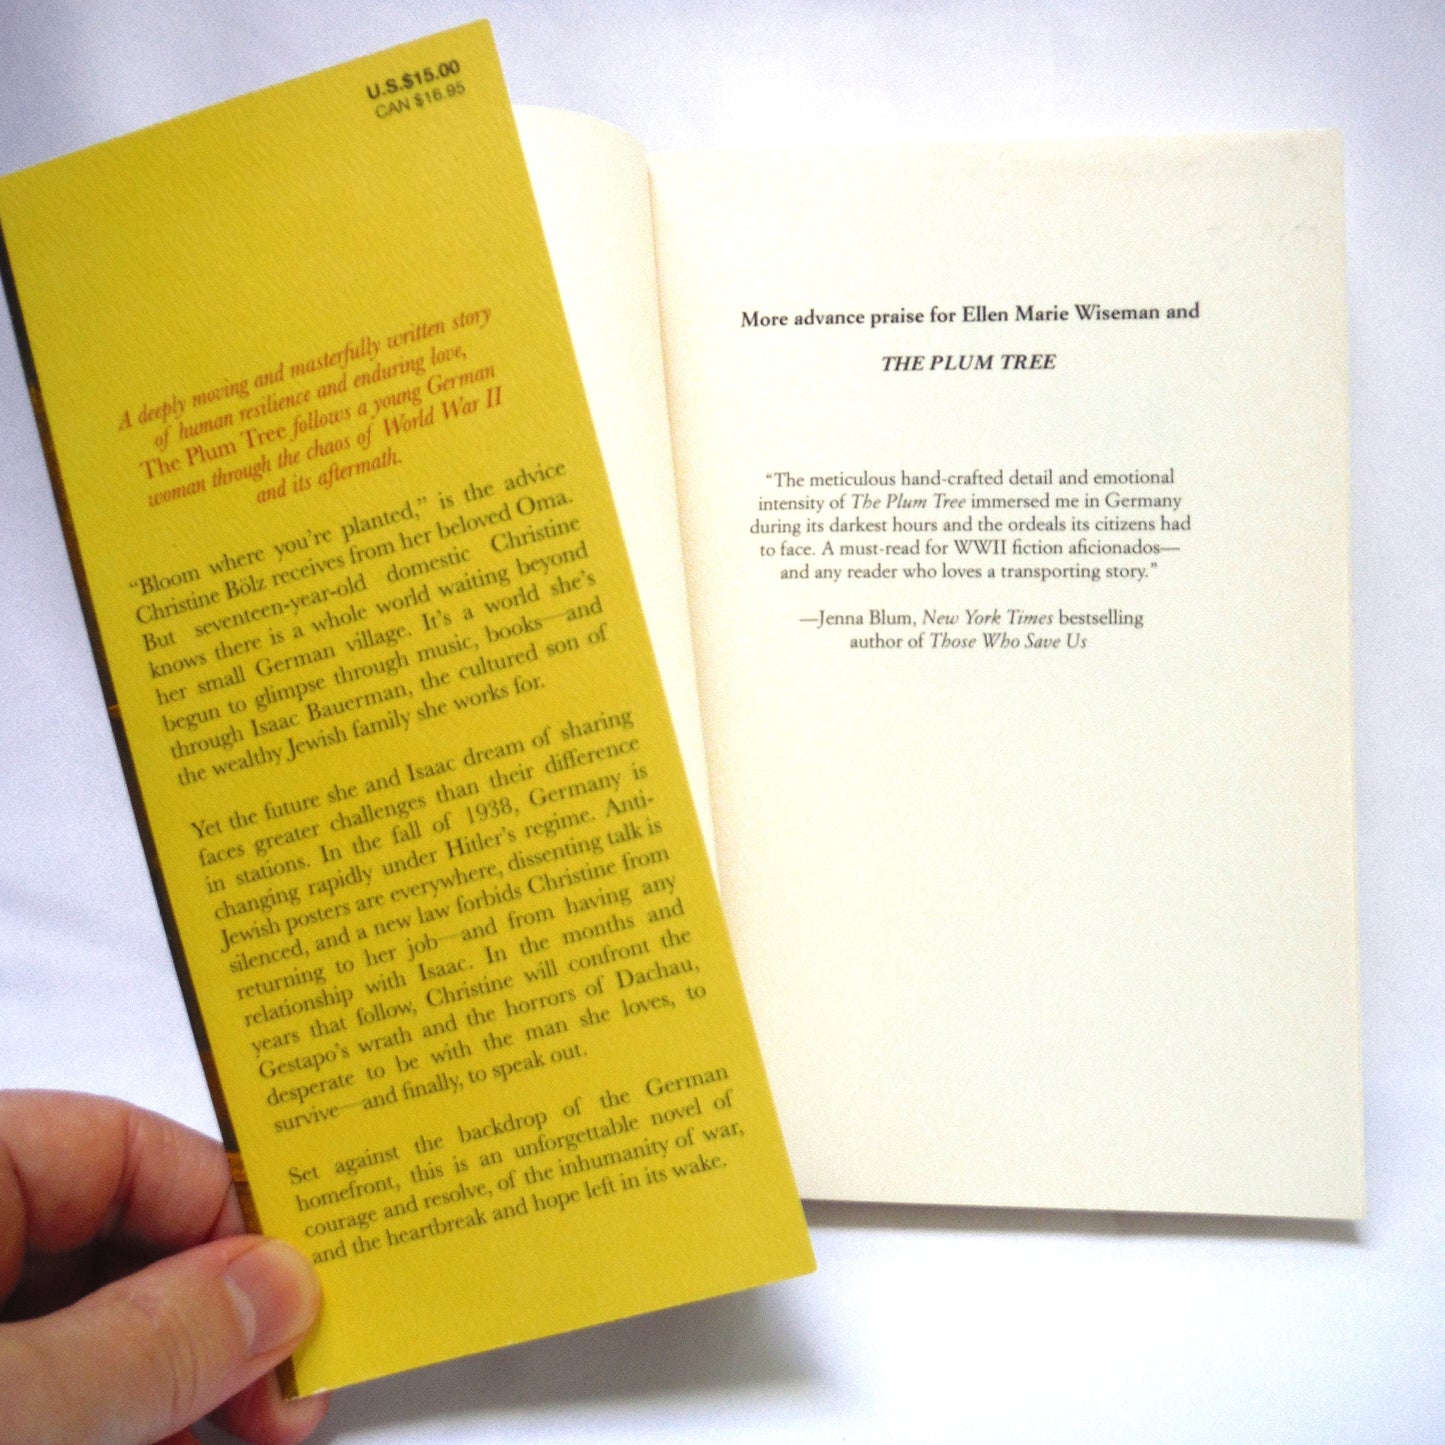 U.S.$15.00
CAN $16.95
A deeply moving and masterfully written story
of human resilience and enduring love,
The Plum Tree follows a young German
woman through the chaos of World War II
and its aftermath.
“Bloom where you’re planted,” is the advice
Christine Bölz receives from her beloved Oma.
But seventeen-year-old domestic Christine
knows there is a whole world waiting beyond
her small German village. It’s a world she’s
begun to glimpse through music, books—and
through Isaac Bauerman, the cultured son of
the wealthy Jewish family she works for.
Yet the future she and Isaac dream of sharing
faces greater challenges than their difference
in stations. In the fall of 1938, Germany is
changing rapidly under Hitler’s regime. Anti-
Jewish posters are everywhere, dissenting talk is
silenced, and a new law forbids Christine from
returning to her job—and from having any
relationship with Isaac. In the months and
years that follow, Christine will confront the
Gestapo’s wrath and the horrors of Dachau,
desperate to be with the man she loves, to
survive—and finally, to speak out.
Set against the backdrop of the German
homefront, this is an unforgettable novel of
courage and resolve, of the inhumanity of war,
and the heartbreak and hope left in its wake.
More advance praise for Ellen Marie Wiseman and
THE PLUM TREE
“The meticulous hand-crafted detail and emotional
intensity of The Plum Tree immersed me in Germany
during its darkest hours and the ordeals its citizens had
to face. A must-read for WWII fiction aficionados—
and any reader who loves a transporting story.”
—Jenna Blum, New York Times bestselling
author of Those Who Save Us